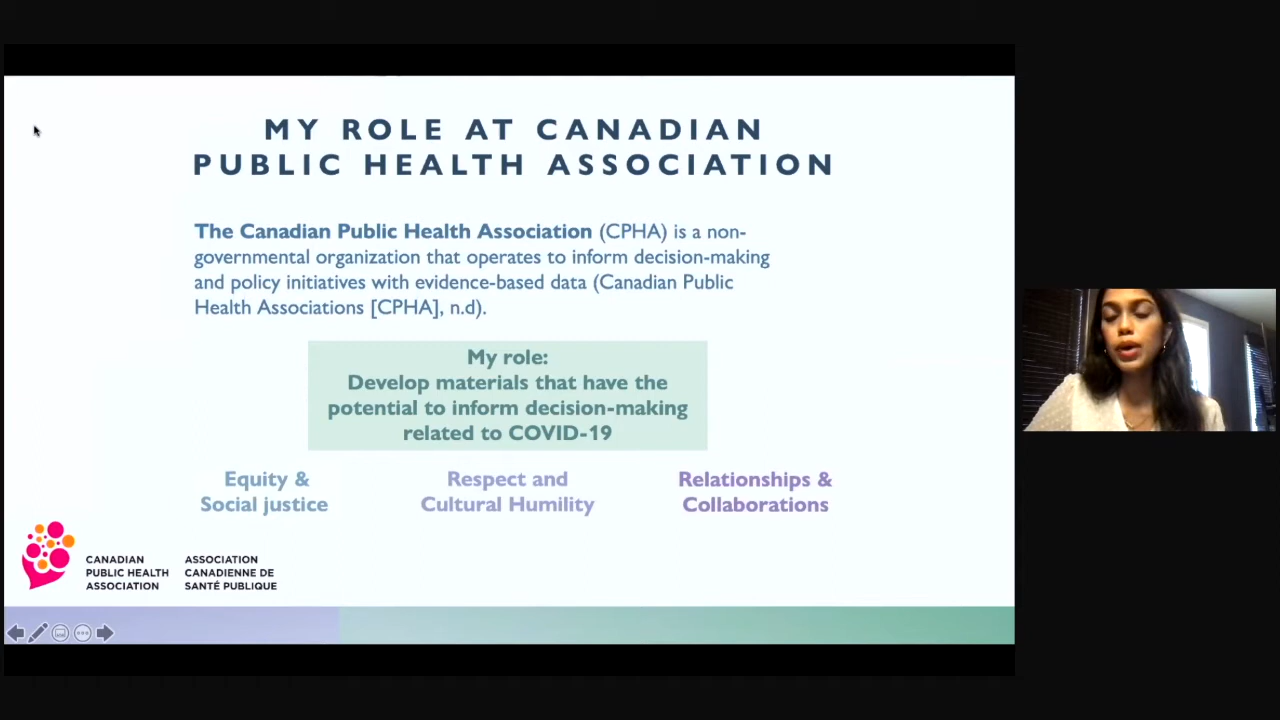 MY ROLE AT CANADIAN
PUBLIC HEALTH ASSOCIATION
The Canadian Public Health Association (CPHA) is a non-
governmental organization that operates to inform decision-making
and policy initiatives with evidence-based data (Canadian Public
Health Associations [CPHA], n.d).
My role:
Develop materials that have the
potential to inform decision-making
related to COVID-19
Equity &
Social justice
Respect and
Cultural Humility
Relationships &
Collaborations
CANADIAN
PUBLIC HEALTH
ASSOCIATION
ASSOCIATION
CANADIENNE DE
SANTÉ PUBLIQUE